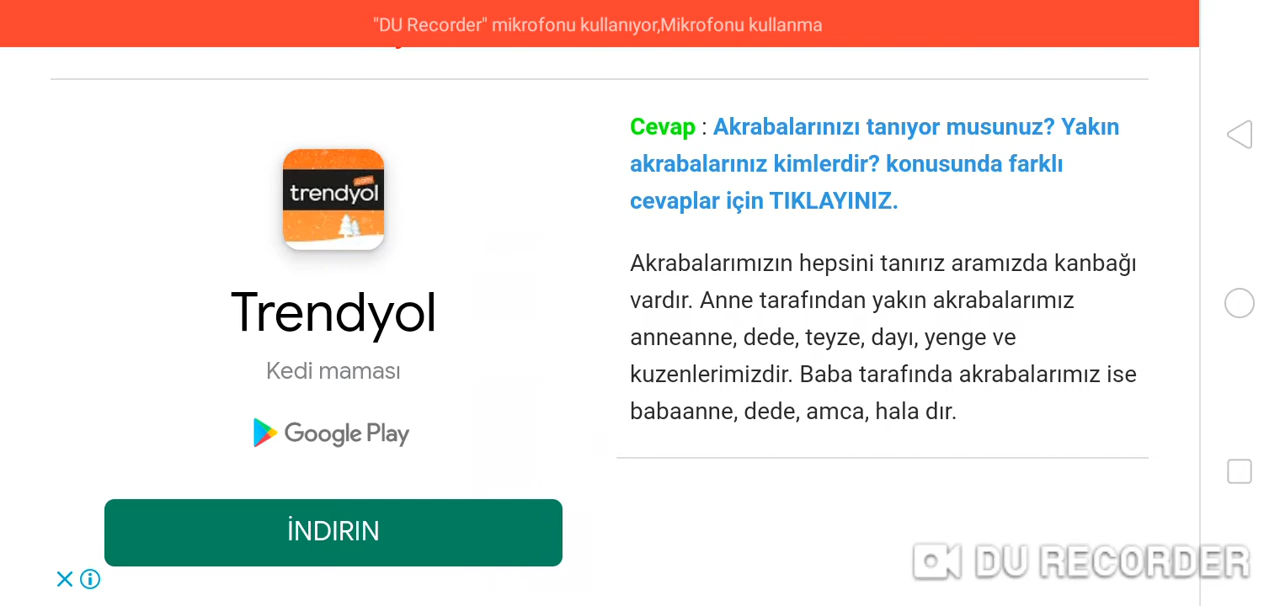 "DU Recorder" mikrofonu kullanıyor,Mikrofonu kullanma
.com
trendyol
Trendyol
Kedi maması
Google Play
İNDIRIN
Cevap : Akrabalarınızı tanıyor musunuz? Yakın
akrabalarınız kimlerdir? konusunda farklı
cevaplar için TIKLAYINIZ.
Akrabalarımızın hepsini tanırız aramızda kanbağı
vardır. Anne tarafından yakın akrabalarımız
anneanne, dede, teyze, dayı, yenge ve
kuzenlerimizdir. Baba tarafında akrabalarımız ise
babaanne, dede, amca, hala dır.
DU RECORDER